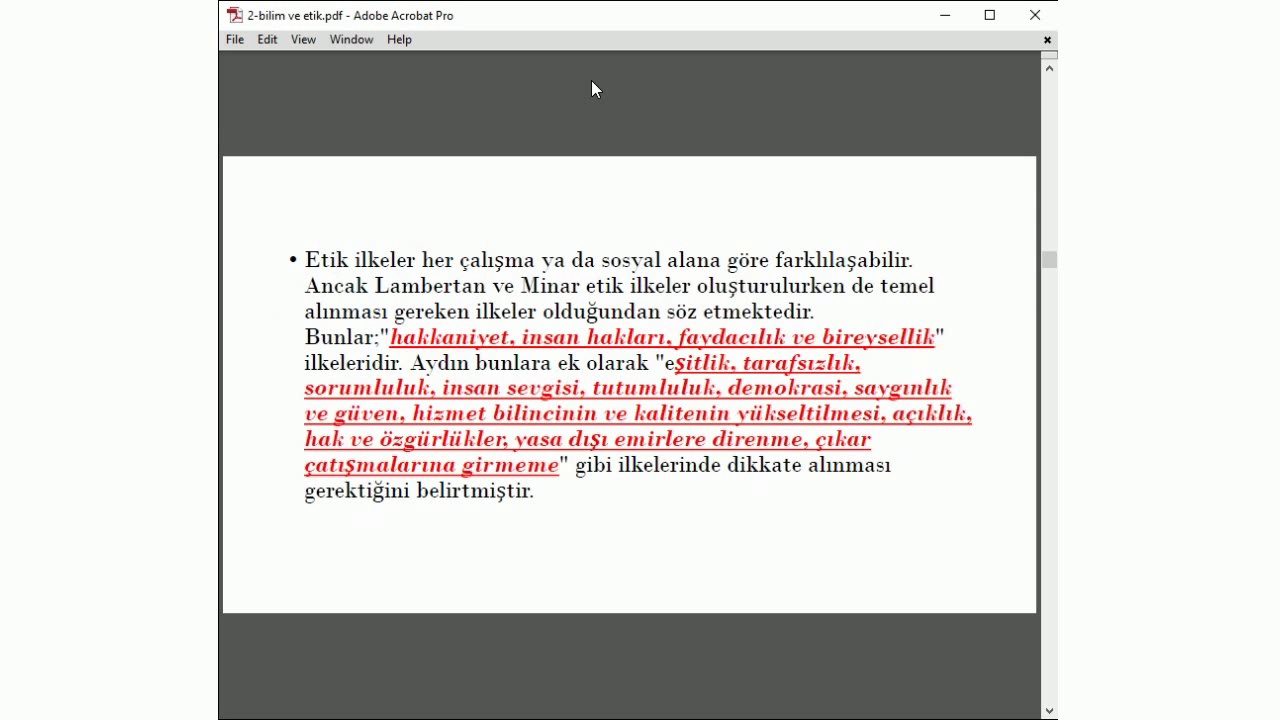 2-bilim ve etik.pdf - Adobe Acrobat Pro
File Edit View Window Help
• Etik ilkeler her çalışma ya da sosyal alana göre farklılaşabilir.
Ancak Lambertan ve Minar etik ilkeler oluşturulurken de temel
alınması gereken ilkeler olduğundan söz etmektedir.
Bunlar;"hakkaniyet, insan hakları, faydacılık ve bireysellik"
ilkeleridir. Aydın bunlara ek olarak "eşitlik, tarafsızlık,
sorumluluk, insan sevgisi, tutumluluk, demokrasi, saygınlık
ve güven, hizmet bilincinin ve kalitenin yükseltilmesi, açıklık,
hak ve özgürlükler, yasa dışı emirlere direnme, çıkar
çatışmalarına girmeme" gibi ilkelerinde dikkate alınması
gerektiğini belirtmiştir.